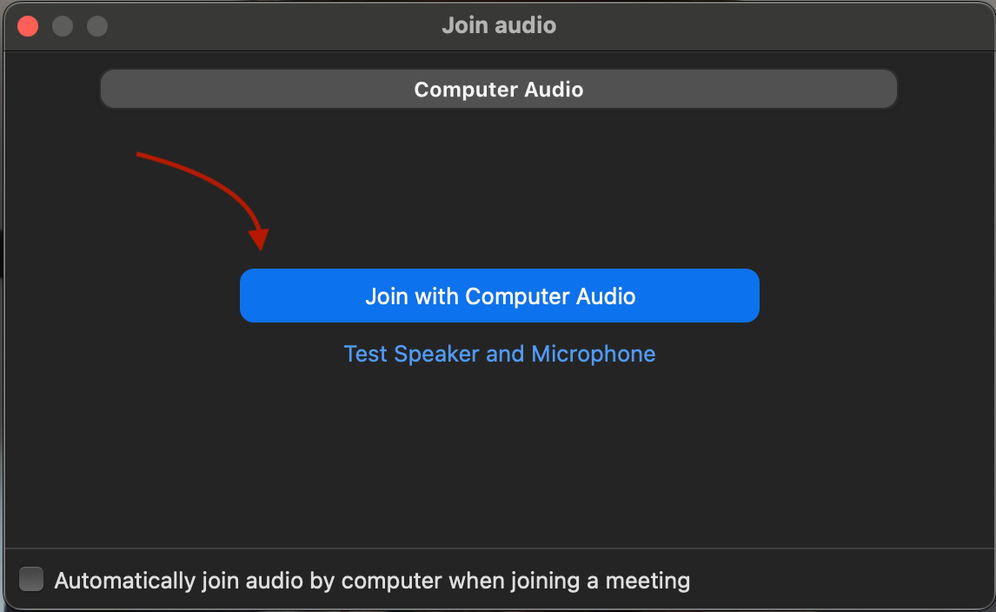 Join audio
Computer Audio
Join with Computer Audio
Test Speaker and Microphone
Automatically join audio by computer when joining a meeting